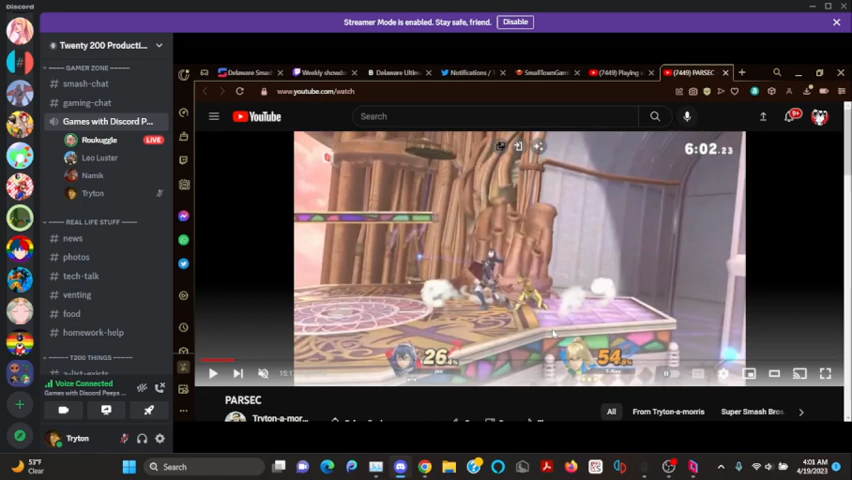 Discord
Streamer Mode is enabled. Stay safe, friend.
Disable
Twenty 200 Producti...
GAMER ZONE
# smash-chat
# gaming-chat
Games with Discord P...
Roukuggle LIVE
Leo Luster
Namik
Tryton
REAL LIFE STUFF
# news
# photos
# tech-talk
# venting
# food
# homework-help
T200 THINGS
Voice Connected
Games with Discord Peeps
Tryton
Delaware Smash
Weekly showdo
Delaware Ultim
Notifications /
SmallTownGam
(7449) Playing
(7449) PARSEC
www.youtube.com/watch
YouTube
Search
9+
6:02.23
26
54
15:1
PARSEC
Tryton-a-mor...
All
From Tryton-a-morris
Super Smash Bros
53°F
Clear
Search
4:01 AM
4/19/2023